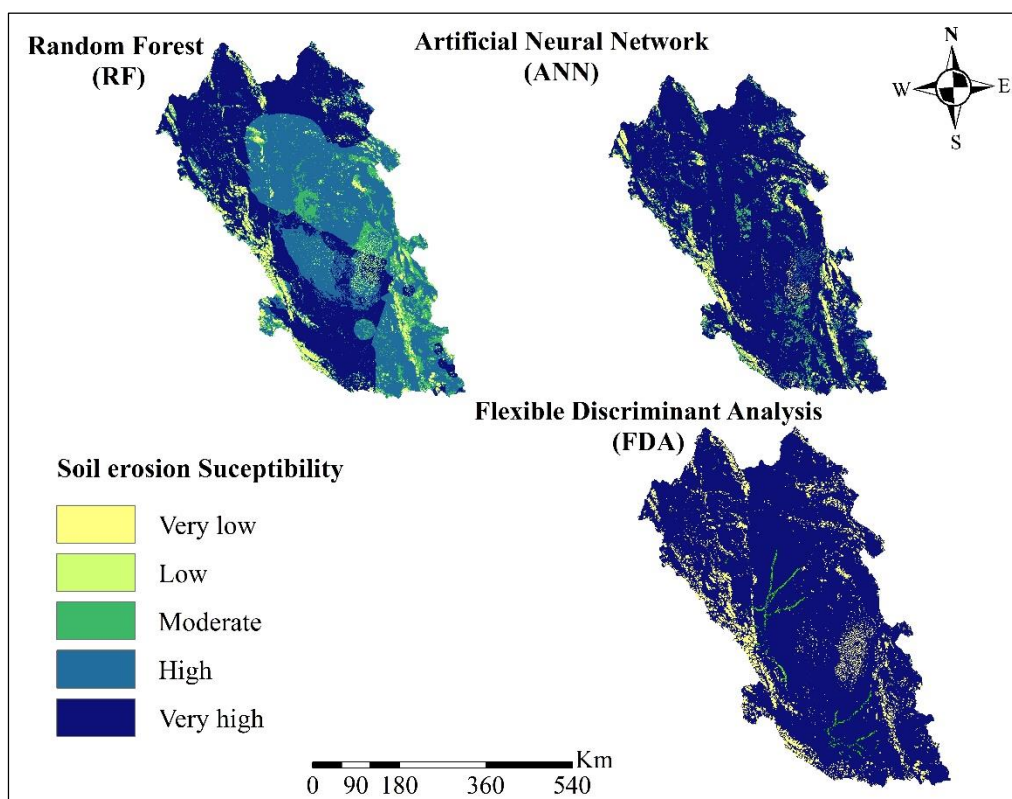 Random Forest
(RF)
Artificial Neural Network
(ANN)
N
W
E
S
Flexible Discriminant Analysis
(FDA)
Soil erosion Suceptibility
Very low
Low
Moderate
High
Very high
Km
0 90 180 360 540